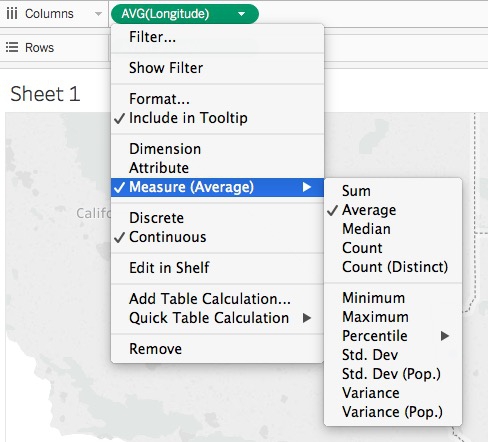 Columns
AVG(Longitude)
Rows
Sheet 1
Califo
Filter...
Show Filter
Format...
✓ Include in Tooltip
Dimension
Attribute
✓ Measure (Average)
Discrete
✓ Continuous
Edit in Shelf
Add Table Calculation...
Quick Table Calculation
Remove
Sum
✓ Average
Median
Count
Count (Distinct)
Minimum
Maximum
Percentile
Std. Dev
Std. Dev (Pop.)
Variance
Variance (Pop.)